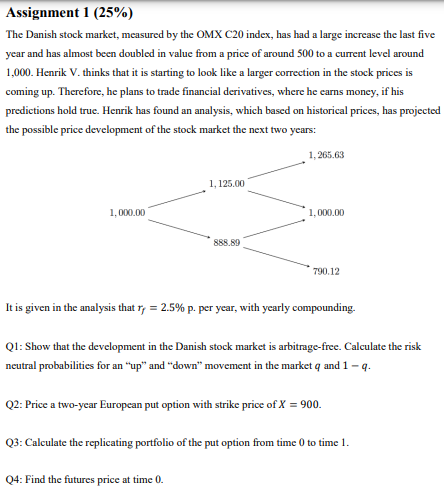 Assignment 1 (25%)
The Danish stock market, measured by the OMX C20 index, has had a large increase the last five
year and has almost been doubled in value from a price of around 500 to a current level around
1,000. Henrik V. thinks that it is starting to look like a larger correction in the stock prices is
coming up. Therefore, he plans to trade financial derivatives, where he earns money, if his
predictions hold true. Henrik has found an analysis, which based on historical prices, has projected
the possible price development of the stock market the next two years:
1,265.63
1,125.00
1,000.00
1,000.00
888.89
790.12
It is given in the analysis that r_f = 2.5% p. per year, with yearly compounding.
Q1: Show that the development in the Danish stock market is arbitrage-free. Calculate the risk
neutral probabilities for an “up” and “down” movement in the market q and 1 − q.
Q2: Price a two-year European put option with strike price of X = 900.
Q3: Calculate the replicating portfolio of the put option from time 0 to time 1.
Q4: Find the futures price at time 0.